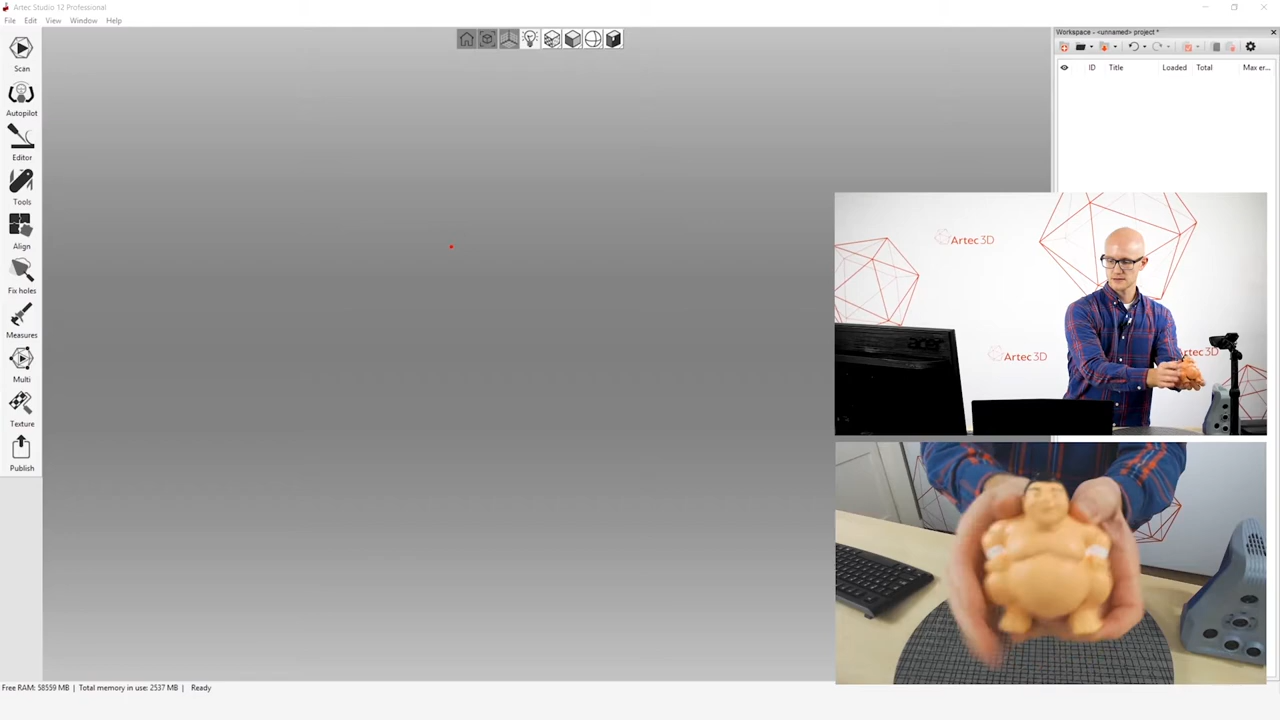 Artec Studio 12 Professional
File Edit View Window Help
Workspace - <unnamed> project *
ID Title Loaded Total Max er...
Scan
Autopilot
Editor
Tools
Align
Fix holes
Measures
Multi
Texture
Publish
Artec 3D
acer
Artec 3D
Artec 3D
Free RAM: 58559 MB | Total memory in use: 2537 MB | Ready